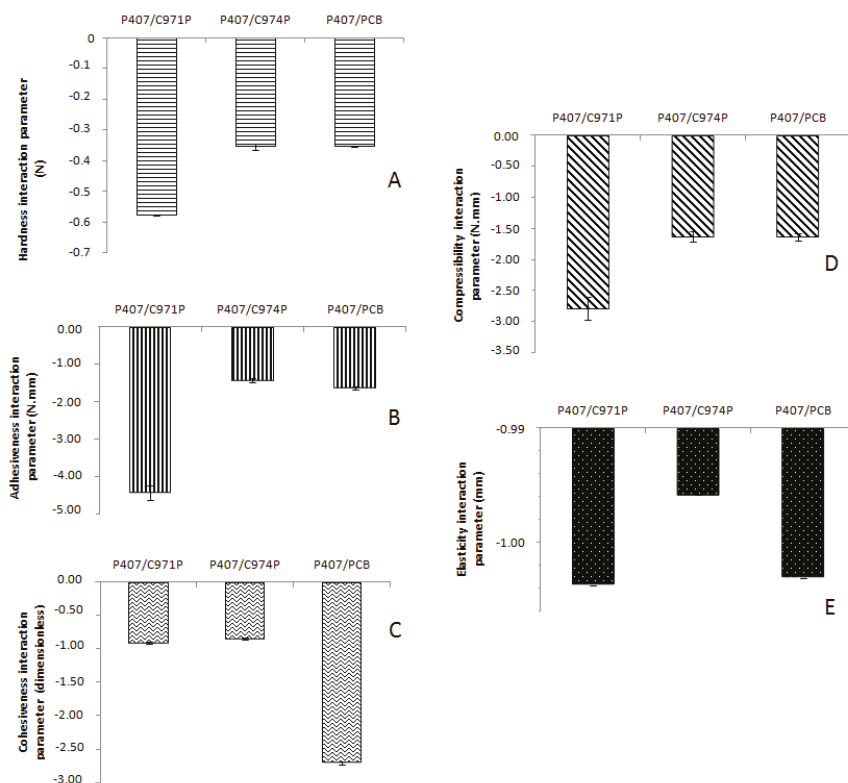 P407/C971P P407/C974P P407/PCB
0
-0.1
-0.2
-0.3
-0.4
-0.5
-0.6
-0.7
Hardness interaction parameter
(N)
A
P407/C971P P407/C974P P407/PCB
0.00
-1.00
-2.00
-3.00
-4.00
-5.00
Adhesiveness interaction
parameter (N.mm)
B
P407/C971P P407/C974P P407/PCB
0.00
-0.50
-1.00
-1.50
-2.00
-2.50
-3.00
Cohesiveness interaction
parameter (dimensionless)
C
P407/C971P P407/C974P P407/PCB
0.00
-0.50
-1.00
-1.50
-2.00
-2.50
-3.00
-3.50
Compressibility interaction
parameter (N.mm)
D
P407/C971P P407/C974P P407/PCB
-0.99
-1.00
Elasticity interaction
parameter (mm)
E